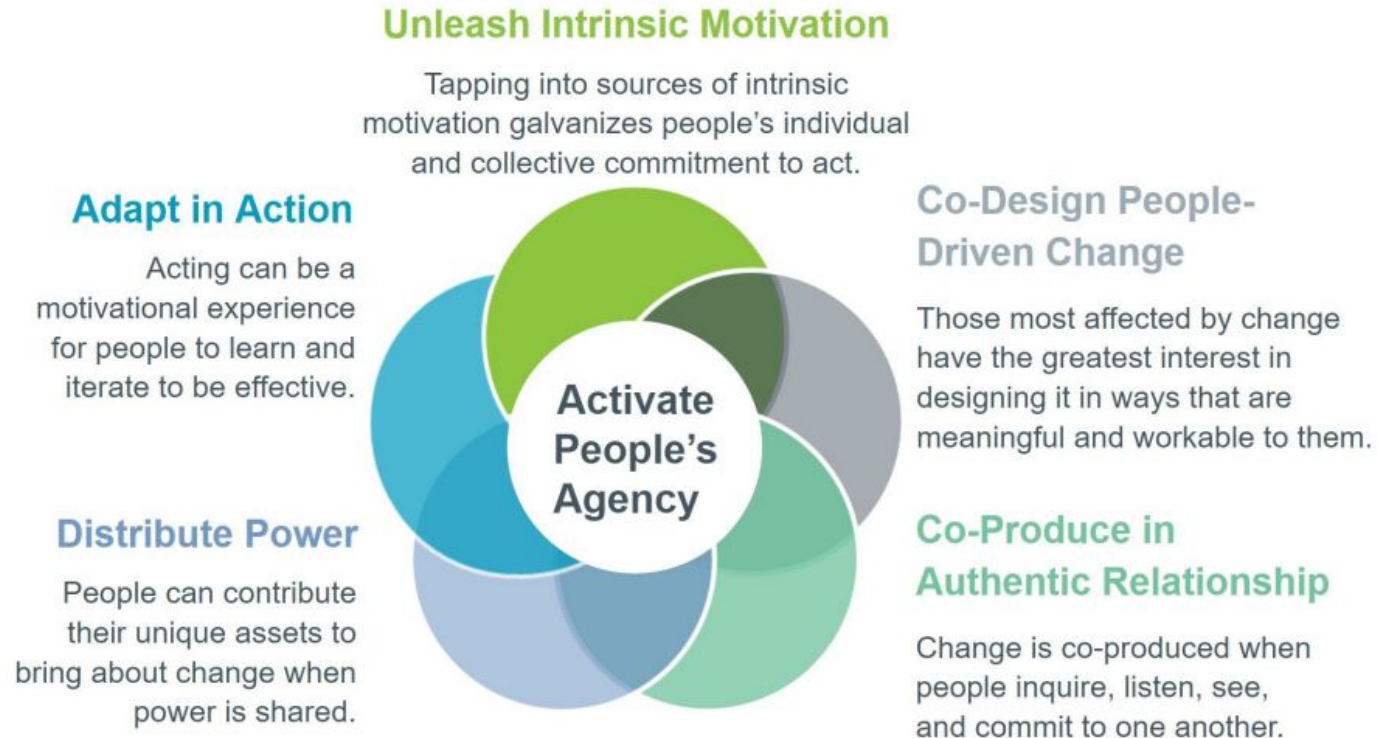 Unleash Intrinsic Motivation
Tapping into sources of intrinsic
motivation galvanizes people’s individual
and collective commitment to act.
Adapt in Action
Acting can be a
motivational experience
for people to learn and
iterate to be effective.
Co-Design People-
Driven Change
Those most affected by change
have the greatest interest in
designing it in ways that are
meaningful and workable to them.
Activate
People’s
Agency
Distribute Power
People can contribute
their unique assets to
bring about change when
power is shared.
Co-Produce in
Authentic Relationship
Change is co-produced when
people inquire, listen, see,
and commit to one another.